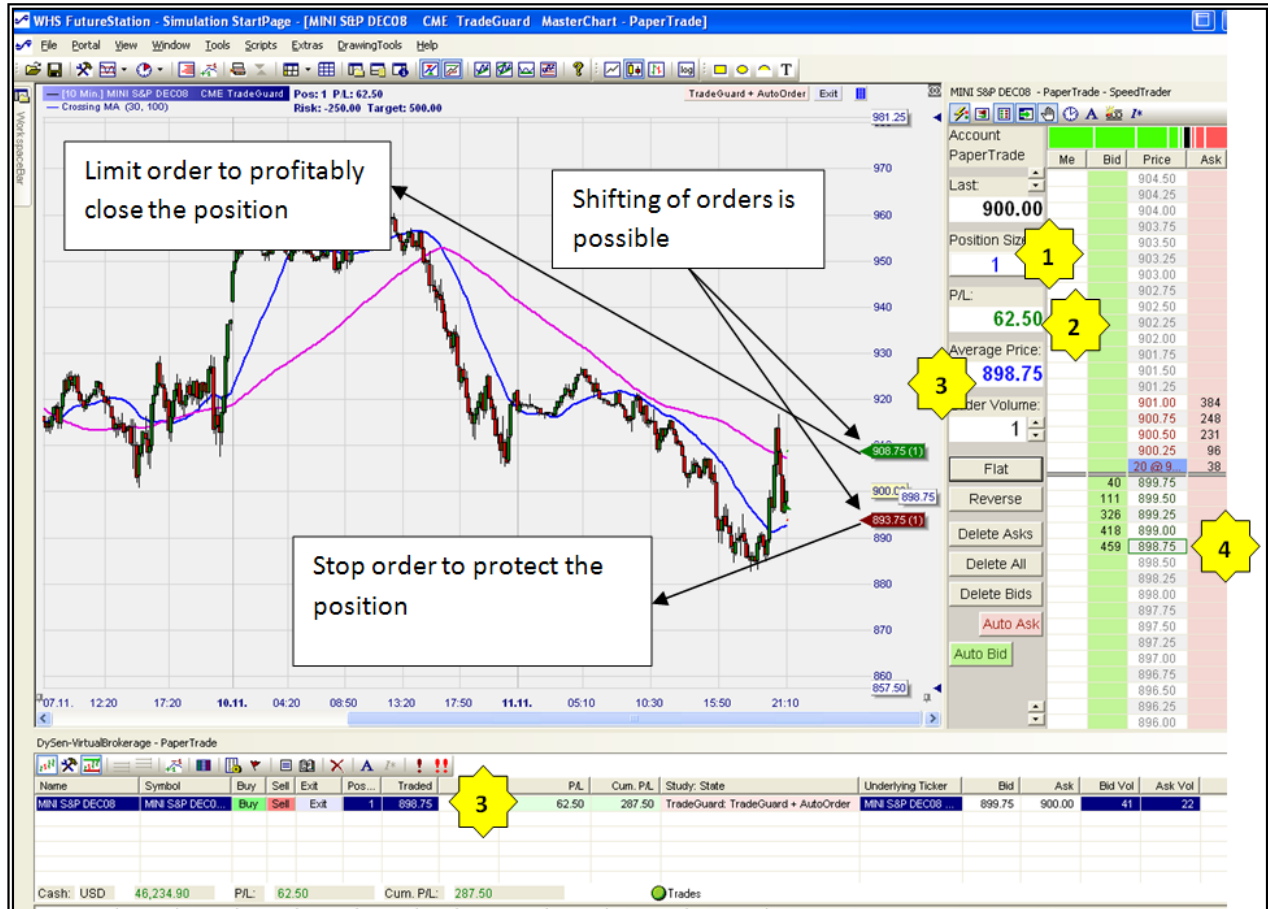 WHS FutureStation - Simulation StartPage - [MINI S&P DEC08 CME TradeGuard MasterChart - PaperTrade]
File Portal View Window Tools Scripts Extras DrawingTools Help
log T
[10 Min.] MINI S&P DEC08 CME TradeGuard Pos: 1 P/L: 62.50
Crossing MA (30, 100) Risk: -250.00 Target: 500.00
TradeGuard + AutoOrder Exit
WorkspaceBar
Limit order to profitably
close the position
Shifting of orders is
possible
Stop order to protect the
position
981.25
970
960
950
940
930
920
910
908.75 (1)
900.00
898.75
893.75 (1)
890
880
870
860
857.50
07.11. 12:20 17:20 10.11. 04:20 08:50 13:20 17:50 11.11. 05:10 10:30 15:50 21:10
MINI S&P DEC08 - PaperTrade - SpeedTrader
Account
PaperTrade
Last:
900.00
Position Size
1
1
P/L:
62.50
2
Average Price:
898.75
3
Order Volume:
1
Flat
Reverse
Delete Asks
Delete All
Delete Bids
Auto Ask
Auto Bid
Me Bid Price Ask
904.50
904.25
904.00
903.75
903.50
903.25
903.00
902.75
902.50
902.25
902.00
901.75
901.50
901.25
901.00 384
900.75 248
900.50 231
900.25 96
20 @ 9... 38
40 899.75
111 899.50
326 899.25
418 899.00
459 898.75
4
898.50
898.25
898.00
897.75
897.50
897.25
897.00
896.75
896.50
896.25
896.00
DySen-VirtualBrokerage - PaperTrade
Name Symbol Buy Sell Exit Pos... Traded P/L Cum. P/L Study: State Underlying Ticker Bid Ask Bid Vol Ask Vol
MINI S&P DEC08 MINI S&P DECO... Buy Sell Exit 1 898.75 3 62.50 287.50 TradeGuard: TradeGuard + AutoOrder MINI S&P DEC08 ... 899.75 900.00 41 22
Cash: USD 46,234.90 P/L: 62.50 Cum. P/L: 287.50 Trades